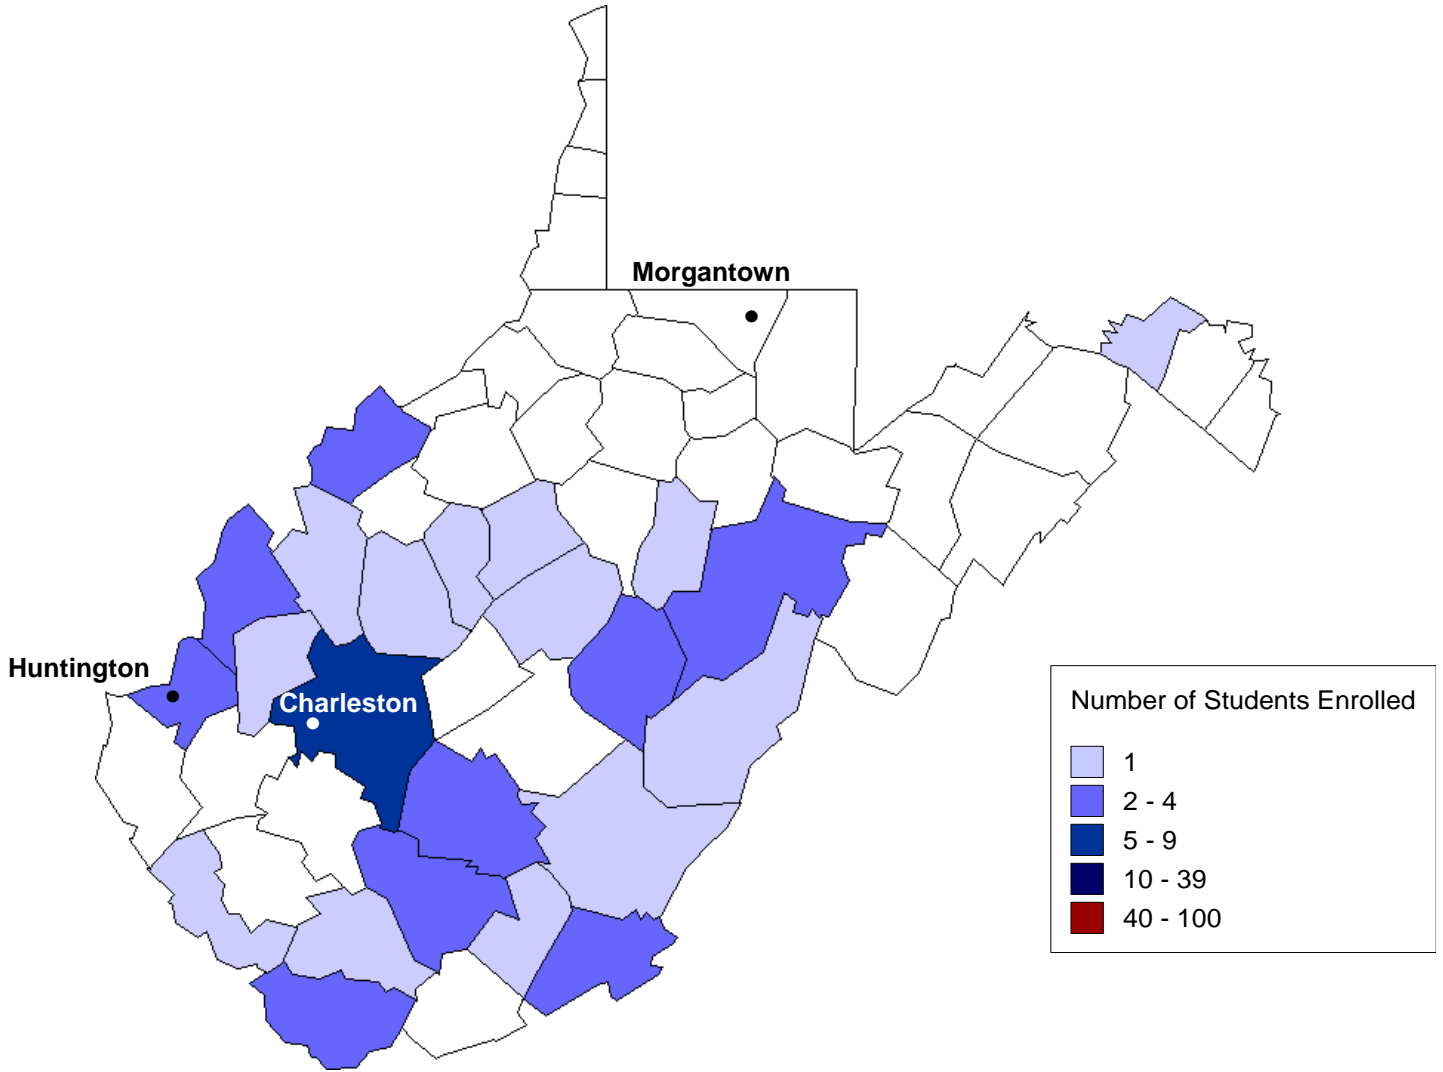 Morgantown
Huntington
Charleston
Number of Students Enrolled
1
2 - 4
5 - 9
10 - 39
40 - 100